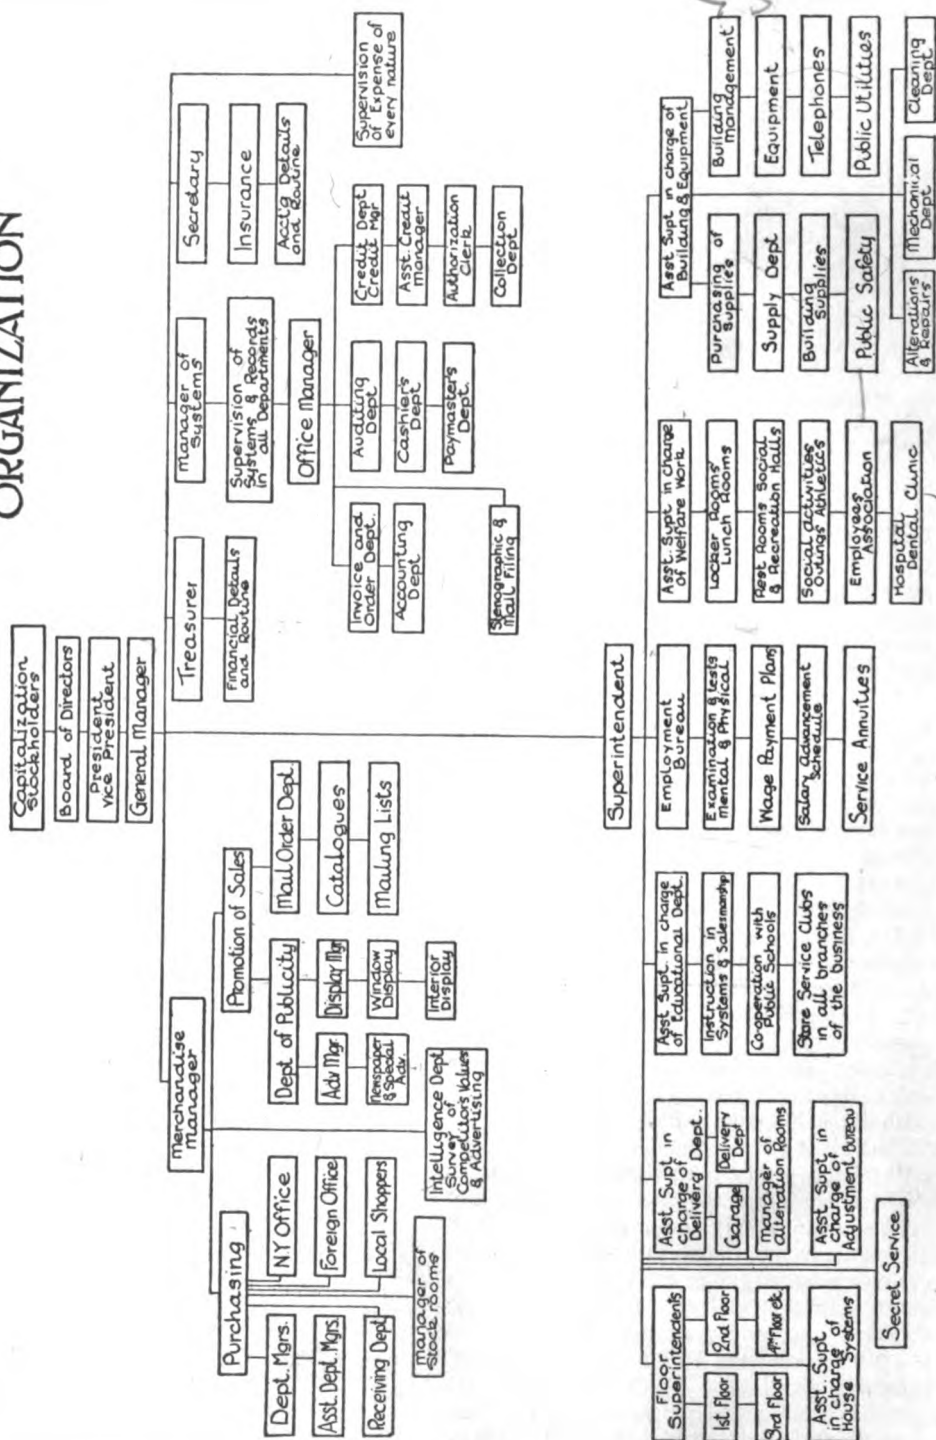 ORGANIZATION
Capitalization
Stockholders
Board of Directors
President
Vice President
General Manager
Merchandise
Manager
Purchasing
Dept. Mgrs.
Asst. Dept. Mgrs.
Receiving Dept
N.Y Office
Foreign Office
Local Shoppers
Manager of
Stock rooms
Promotion of Sales
Dept of Publicity
Adv Mgr.
Newspaper
& Special
Adv.
Display Mgr
Window
Display
Interior
Display
Mail Order Dept.
Catalogues
Mailing Lists
Intelligence Dept.
Survey of
Competitor's Values
& Advertising
Treasurer
Financial Details
and Routine
Manager of
Systems
Supervision of
Systems & Records
in all Departments
Office Manager
Invoice and
Order Dept.
Accounting
Dept
Stenographic &
Mail Filing
Auditing
Dept
Cashier's
Dept.
Paymaster's
Dept.
Credit Dept
Credit Mgr
Asst. Credit
Manager
Authorization
Clerk
Collection
Dept
Secretary
Insurance
Acct'g Details
and Routine
Supervision
of Expense of
every nature
Superintendent
Floor
Superintendents
1st Floor
2nd Floor
3rd Floor
4th Floor etc.
Asst. Supt
in charge of
House Systems
Asst Supt in
charge of
Delivery Dept.
Garage
Delivery
Dept
Manager of
alteration Rooms
Asst Supt in
charge of
Adjustment Bureau
Secret Service
Asst Supt. in charge
of Educational Dept.
Instruction in
Systems & Salesmanship
Co-operation with
Public Schools
Store Service Clubs
in all branches
of the business
Employment
Bureau
Examination & tests
Mental & Physical
Wage Payment Plans
Salary Advancement
Schedule
Service Annuities
Asst. Supt in charge
of Welfare Work
Locker Rooms
Lunch Rooms
Rest Rooms Social
& Recreation Halls
Social activities
Outings Athletics
Employees
Association
Hospital
Dental Clinic
Asst Supt in charge of
Building & Equipment
Purchasing of
Supplies
Supply Dept
Building
Supplies
Public Safety
Building
Management
Equipment
Telephones
Public Utilities
Alterations
& Repairs
Mechanical
Dept
Cleaning
Dept